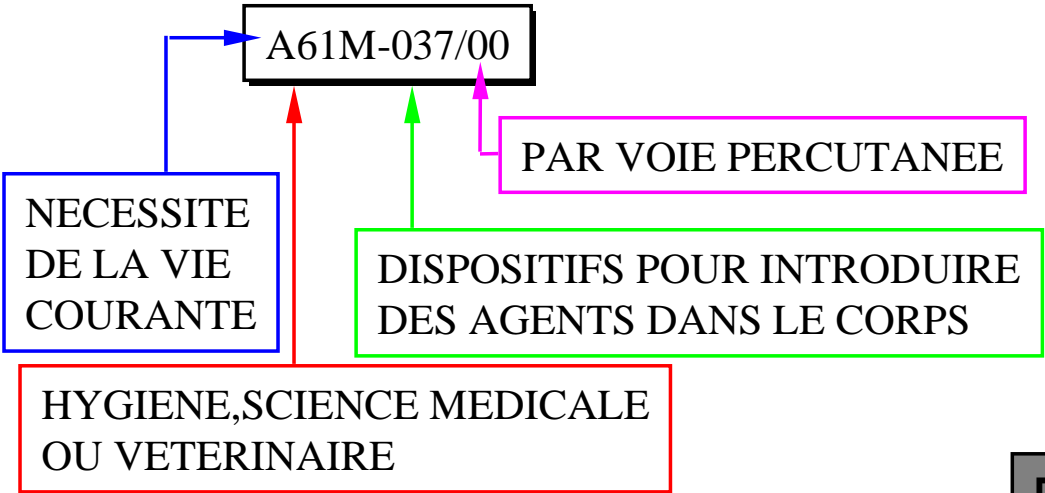 A61M-037/00
PAR VOIE PERCUTANEE
NECESSITE
DE LA VIE
COURANTE
DISPOSITIFS POUR INTRODUIRE
DES AGENTS DANS LE CORPS
HYGIENE,SCIENCE MEDICALE
OU VETERINAIRE